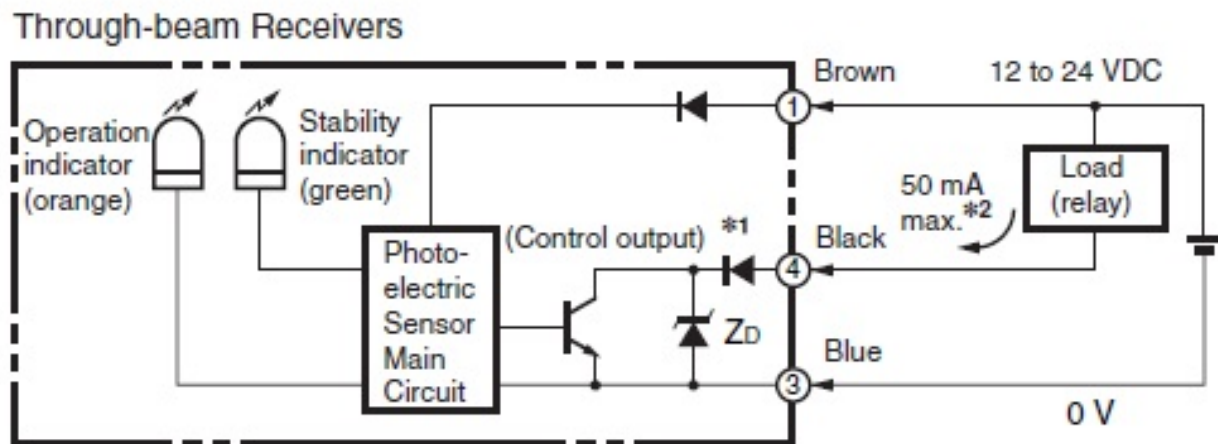 Through-beam Receivers
Brown
12 to 24 VDC
1
Operation
indicator
(orange)
Stability
indicator
(green)
Load
(relay)
50 mA
max.*2
Photo-
electric
Sensor
Main
Circuit
(Control output)
*1
Black
4
ZD
Blue
3
0 V